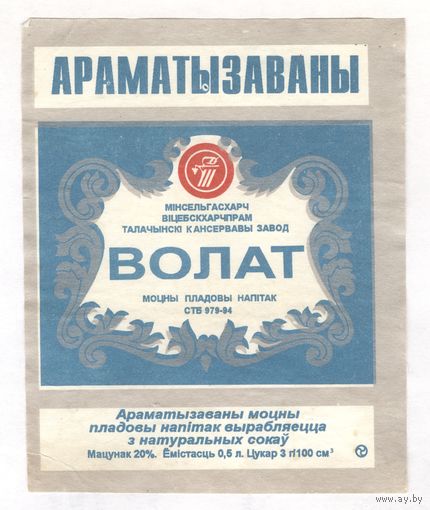 АРАМАТЫЗАВАНЫ
МІНСЕЛЬГАСХАРЧ
ВІЦЕБСКХАРЧПРАМ
ТАЛАЧЫНСКІ КАНСЕРВАВЫ ЗАВОД
ВОЛАТ
МОЦНЫ ПЛАДОВЫ НАПІТАК
СТБ 979-94
Араматызаваны моцны
пладовы напітак вырабляецца
з натуральных сокаў
Мацунак 20%. Ёмістасць 0,5 л. Цукар 3 г/100 см³
www.ay.by